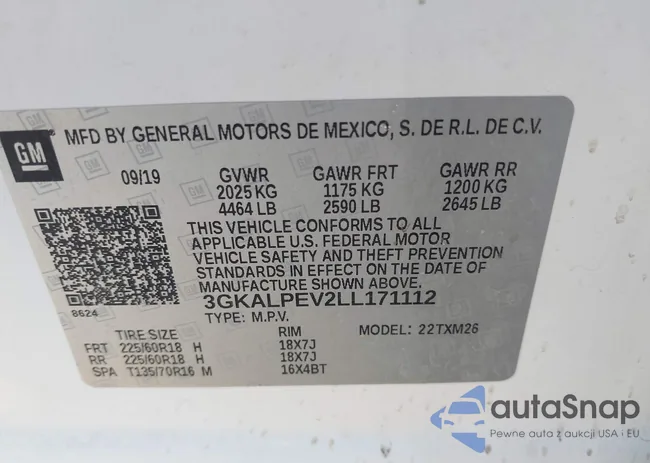 GM
MFD BY GENERAL MOTORS DE MEXICO, S. DE R.L. DE C.V.
09/19 GVWR GAWR FRT GAWR RR
2025 KG 1175 KG 1200 KG
4464 LB 2590 LB 2645 LB
THIS VEHICLE CONFORMS TO ALL
APPLICABLE U.S. FEDERAL MOTOR
VEHICLE SAFETY AND THEFT PREVENTION
STANDARDS IN EFFECT ON THE DATE OF
MANUFACTURE SHOWN ABOVE.
8624
3GKALPEV2LL171112
TYPE: M.P.V. MODEL: 22TXM26
TIRE SIZE RIM
FRT 225/60R18 H 18X7J
RR 225/60R18 H 18X7J
SPA T135/70R16 M 16X4BT
autaSnap
Pewne auta z aukcji USA i EU